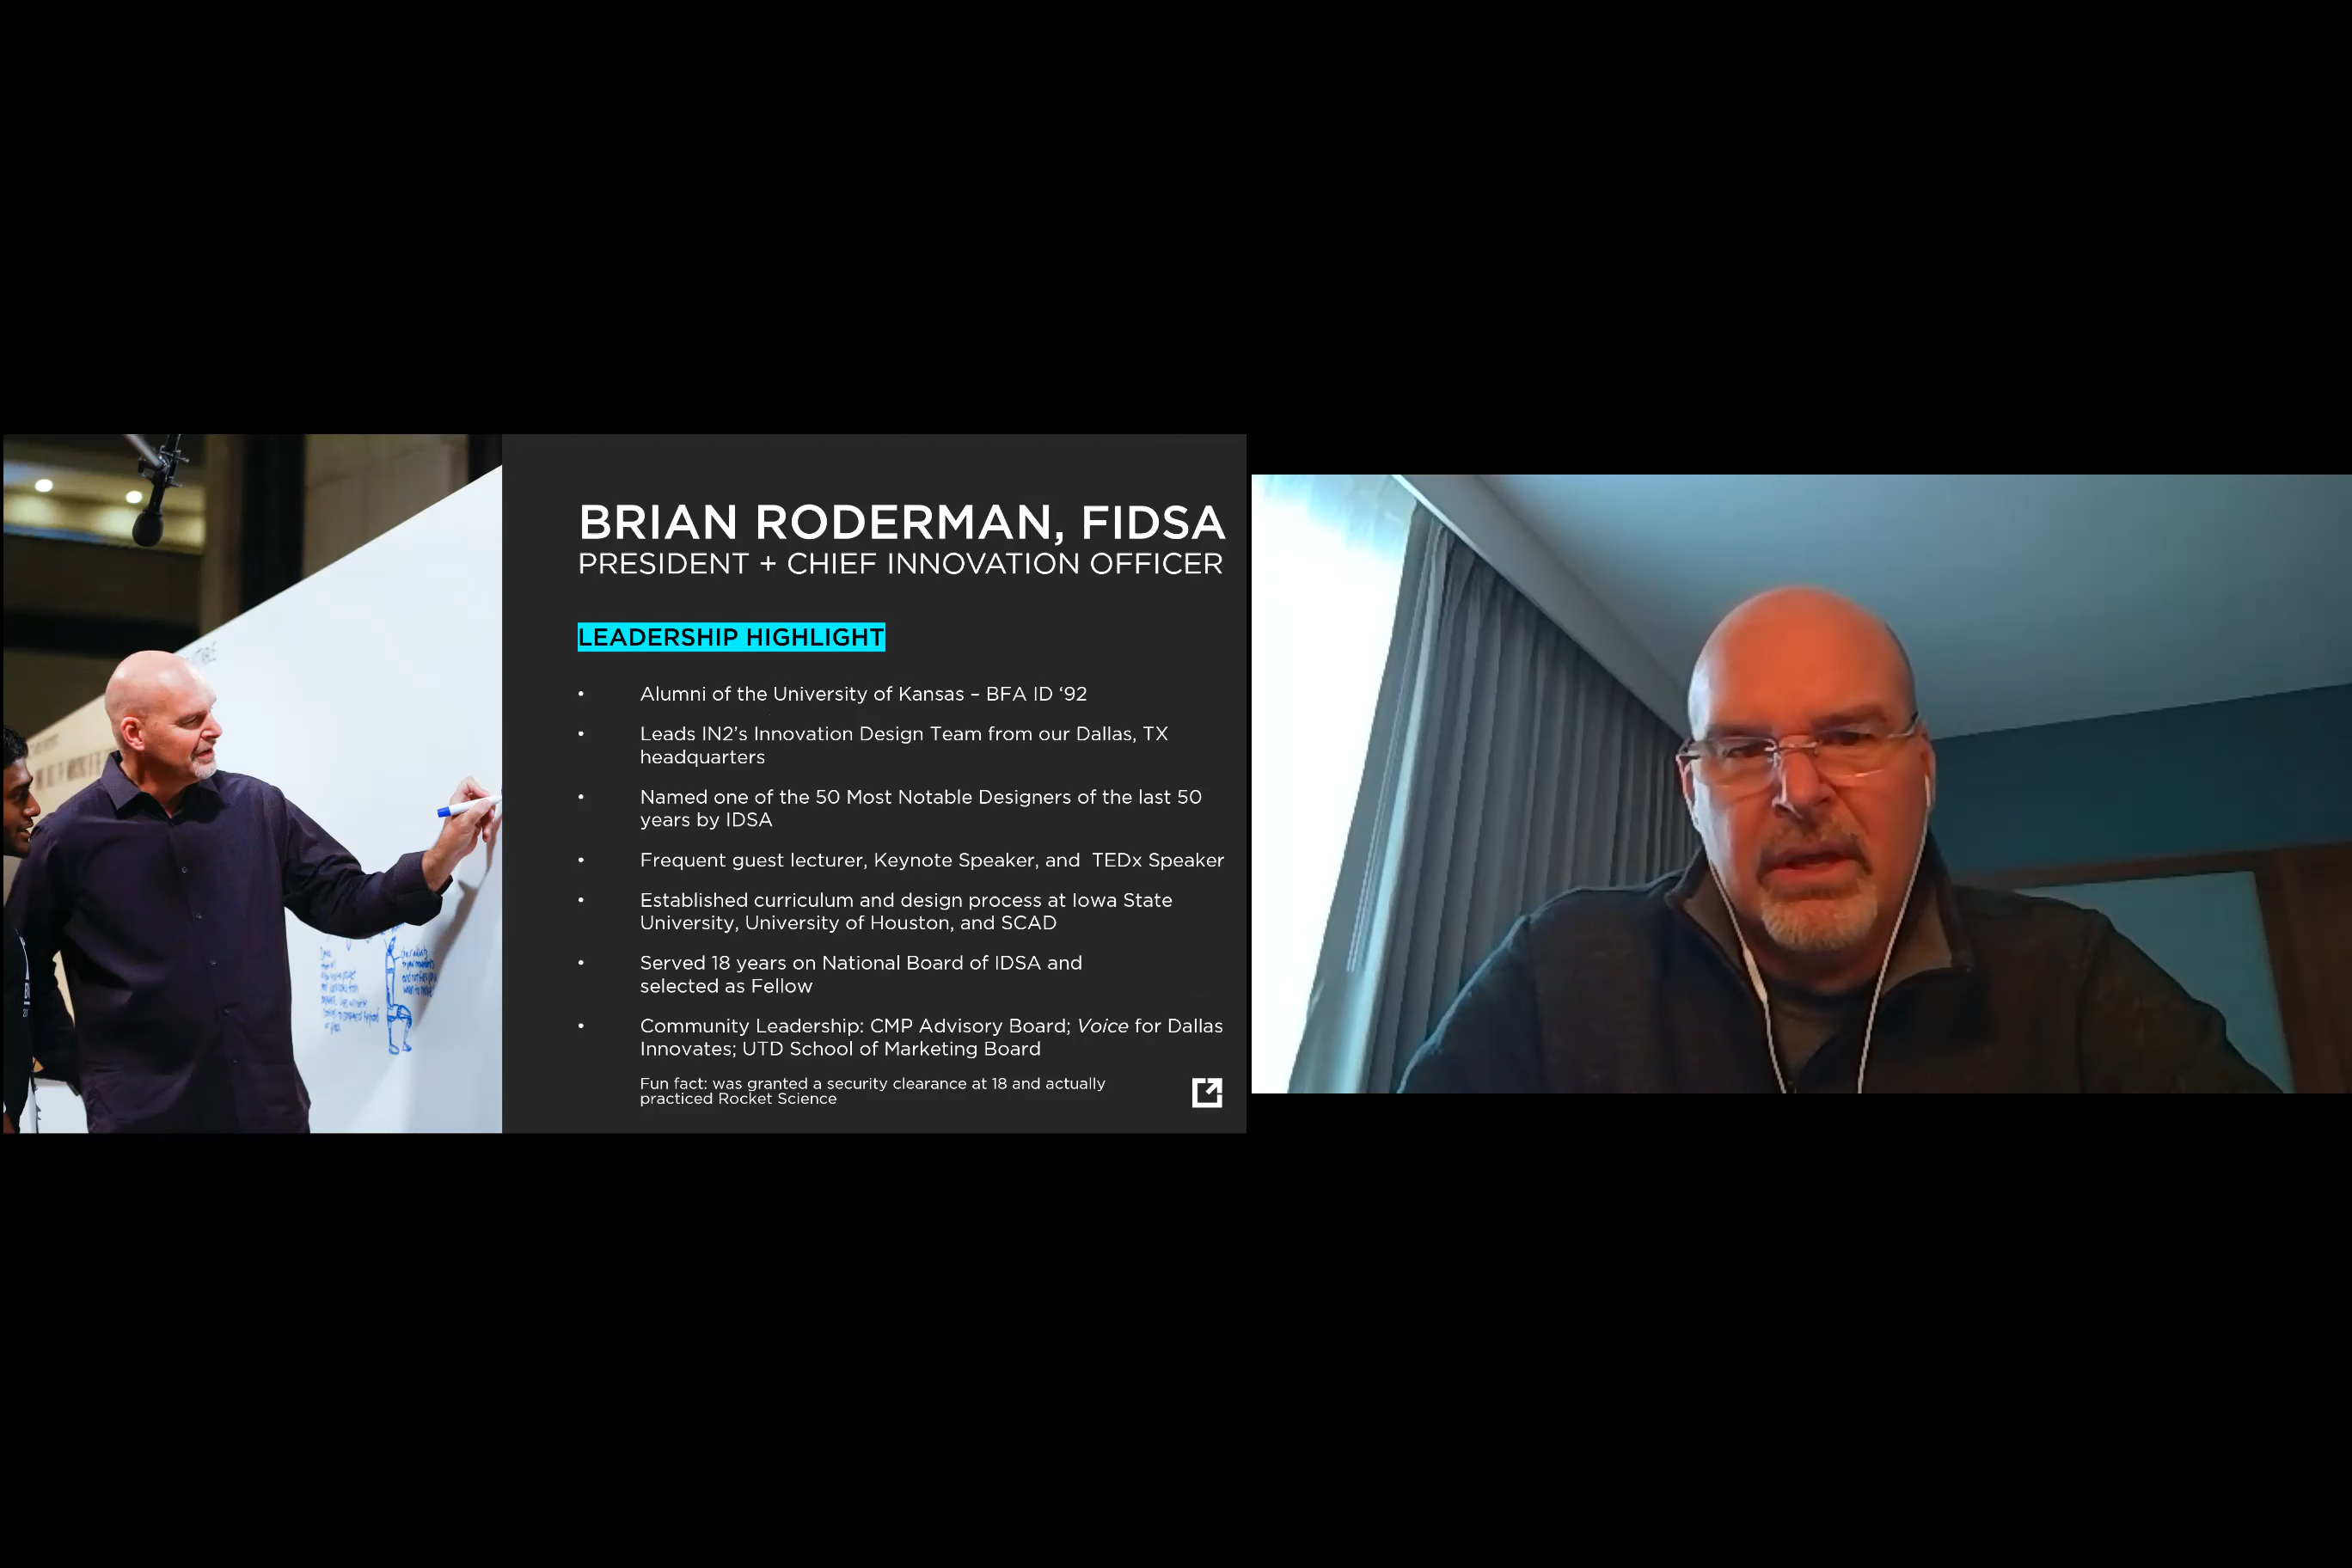 BRIAN RODERMAN, FIDSA
PRESIDENT + CHIEF INNOVATION OFFICER
LEADERSHIP HIGHLIGHT
• Alumni of the University of Kansas – BFA ID ‘92
• Leads IN2’s Innovation Design Team from our Dallas, TX
headquarters
• Named one of the 50 Most Notable Designers of the last 50
years by IDSA
• Frequent guest lecturer, Keynote Speaker, and TEDx Speaker
• Established curriculum and design process at Iowa State
University, University of Houston, and SCAD
• Served 18 years on National Board of IDSA and
selected as Fellow
• Community Leadership: CMP Advisory Board; Voice for Dallas
Innovates; UTD School of Marketing Board
Fun fact: was granted a security clearance at 18 and actually
practiced Rocket Science